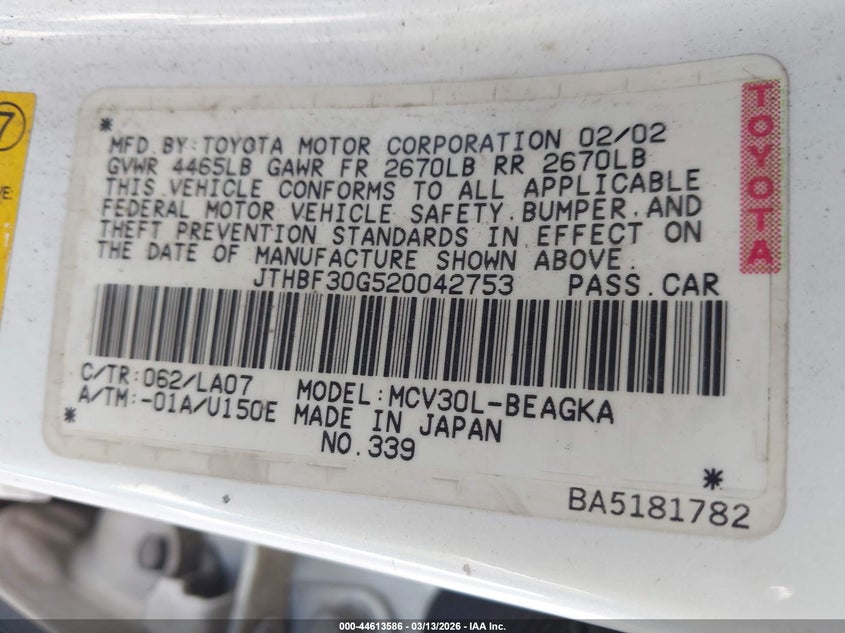 7
E:
*
MFD BY:TOYOTA MOTOR CORPORATION 02/02
GVWR 4465LB GAWR FR 2670LB RR 2670LB
THIS VEHICLE CONFORMS TO ALL APPLICABLE
FEDERAL MOTOR VEHICLE SAFETY,BUMPER,AND
THEFT PREVENTION STANDARDS IN EFFECT ON
THE DATE OF MANUFACTURE SHOWN ABOVE.
JTHBF30G520042753 PASS.CAR
TOYOTA
C/TR:062/LA07 MODEL:MCV30L-BEAGKA
A/TM:-01A/U150E MADE IN JAPAN
* NO.339 *
BA5181782
000-44613586 - 03/13/2026 - IAA Inc.